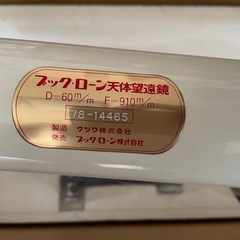 ブック・ローン天体望遠鏡
D-60m/m F-910m/m
78-14465
製造 クツワ株式会社
発売 ブック・ローン株式会社